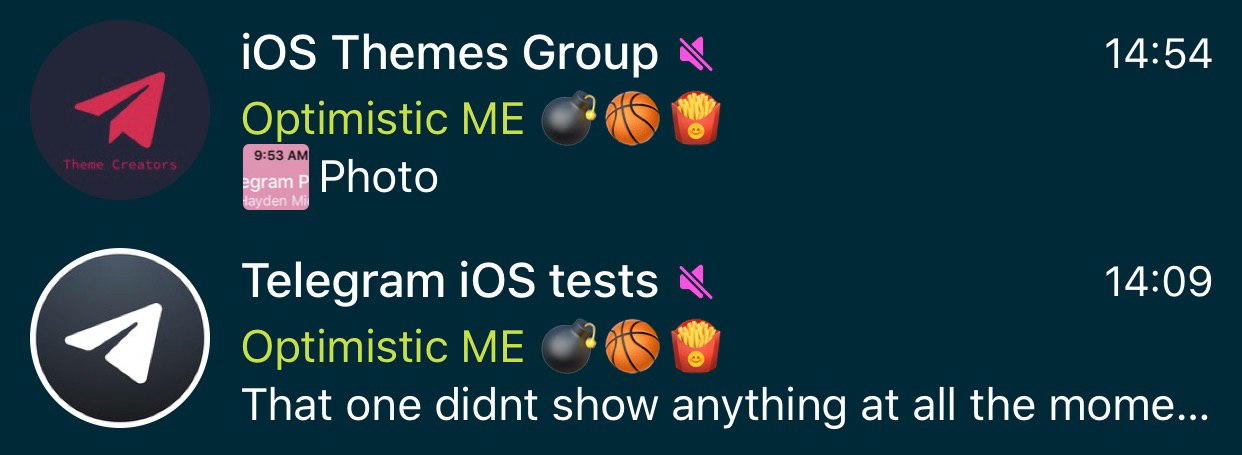 iOS Themes Group
14:54
Theme Creators
Optimistic ME 💣🏀🍟
9:53 AM
egram P
Hayden Mi
Photo
Telegram iOS tests
14:09
Optimistic ME 💣🏀🍟
That one didnt show anything at all the mome...